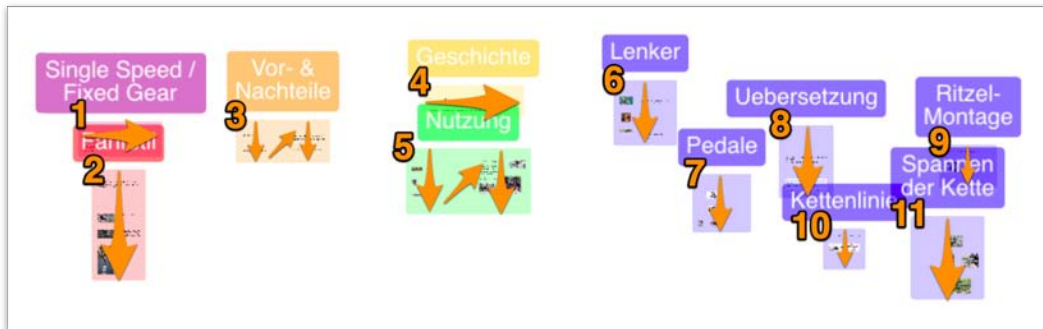 Single Speed /
Fixed Gear
1
2
Vor- &
Nachteile
3
Geschichte
4
Nutzung
5
Lenker
6
Pedale
7
Uebersetzung
8
Ritzel-
Montage
9
Kettenlinie
10
Spannen
der Kette
11